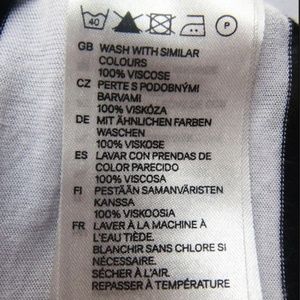 40 P
GB WASH WITH SIMILAR
COLOURS
100% VISCOSE
CZ PERTE S PODOBNÝMI
BARVAMI
100% VISKÓZA
DE MIT ÄHNLICHEN FARBEN
WASCHEN
100% VISKOSE
ES LAVAR CON PRENDAS DE
COLOR PARECIDO
100% VISCOSA
FI PESTÄÄN SAMANVÄRISTEN
KANSSA
100% VISKOOSIA
FR LAVER À LA MACHINE À
L'EAU TIÈDE.
BLANCHIR SANS CHLORE SI
NÉCESSAIRE.
SÉCHER À L'AIR.
REPASSER À TEMPÉRATURE